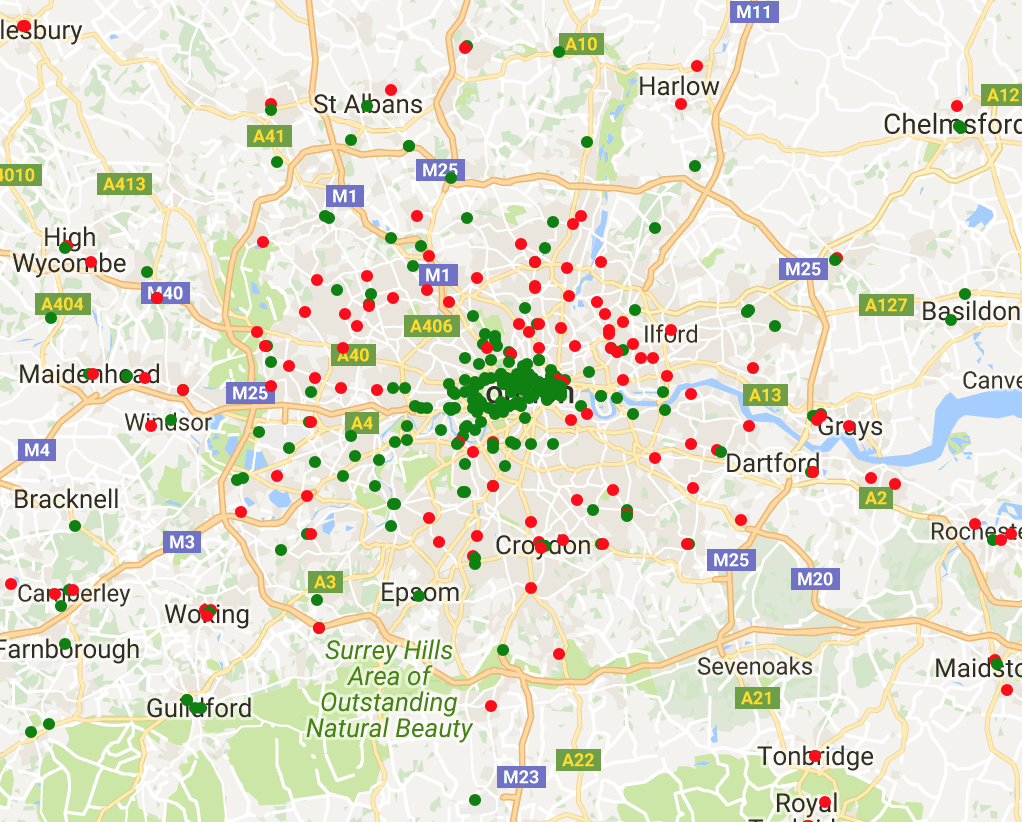 M11
lesbury
A10
Harlow
A12
St Albans
Chelmsford
A41
M25
4010
A413
M1
High
Wycombe
M1
M25
M40
A404
A127
Basildon
A406
Ilford
A40
Maidenhead
Canve
M25
A13
Windsor
A4
Grays
M4
Dartford
Bracknell
A2
Rocheste
M3
Croydon
M25
A3
M20
Camberley
Epsom
Woking
Farnborough
Surrey Hills
Area of
Outstanding
Natural Beauty
Sevenoaks
Maidsto
A21
Guildford
Tonbridge
A22
M23
Royal